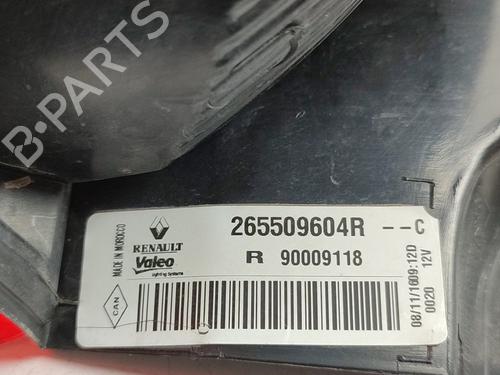 B-PARTS
MADE IN MOROCCO
RENAULT
Valeo
Lighting Systems
CAN
265509604R --C
R 90009118
08/11/1609:12D
0020 12V